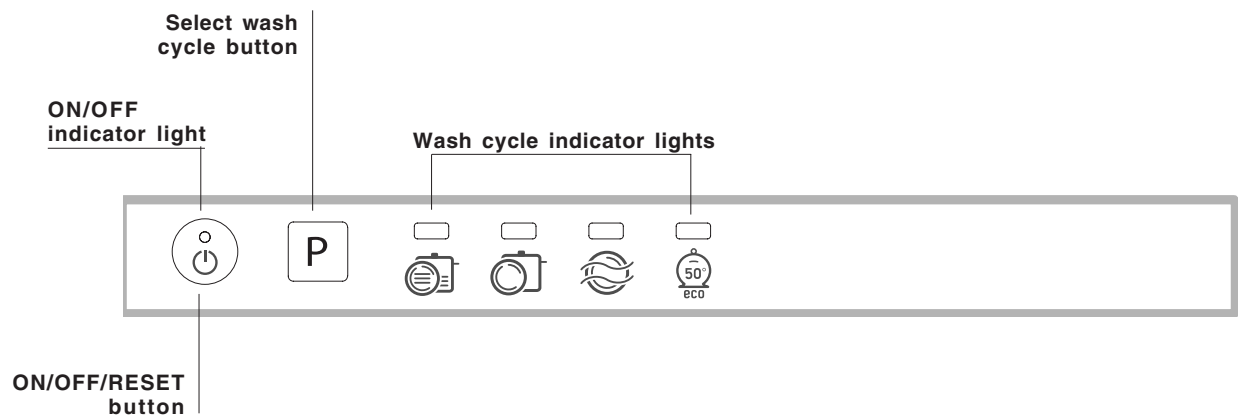 Select wash
cycle button
ON/OFF
indicator light
Wash cycle indicator lights
P
50°
eco
ON/OFF/RESET
button